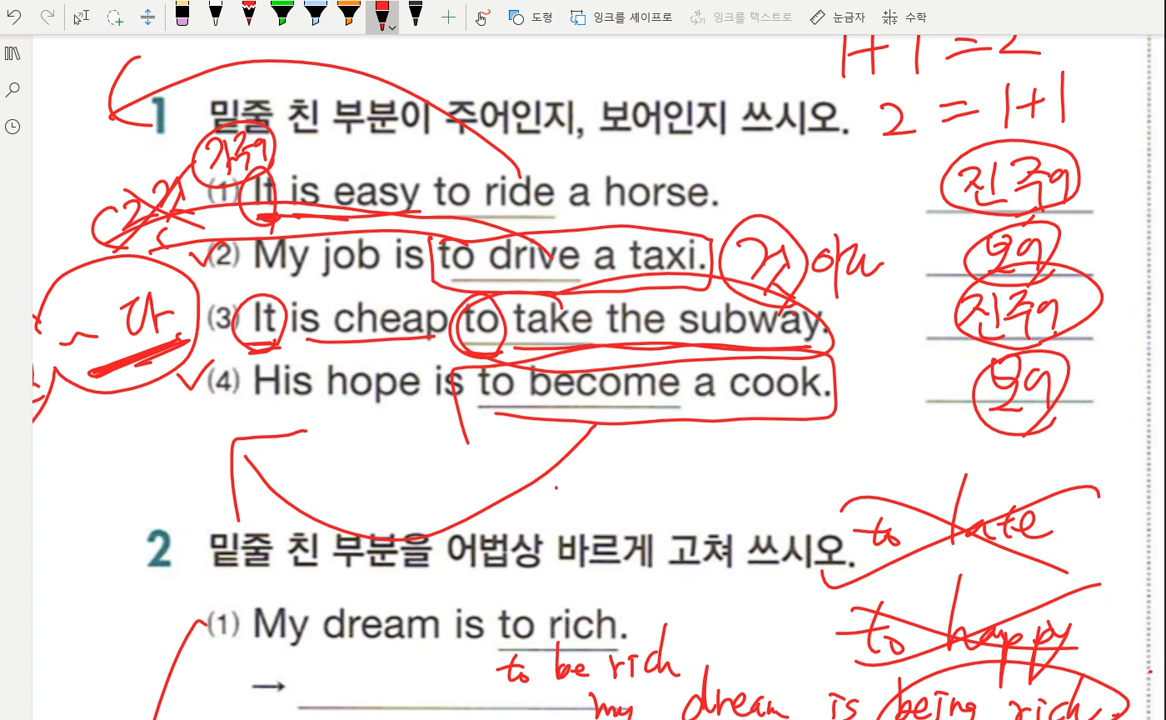 도형 잉크를 셰이프로 잉크를 텍스트로 눈금자 수학
1+1=2
2=1+1
1 밑줄 친 부분이 주어인지, 보어인지 쓰시오.
가주어
(1) It is easy to ride a horse. 진주어
(2) My job is to drive a taxi. 보어
~다.
(3) It is cheap to take the subway. 진주어
(4) His hope is to become a cook. 보어
to late
2 밑줄 친 부분을 어법상 바르게 고쳐 쓰시오.
to happy
(1) My dream is to rich.
to be rich
→
my dream is being rich.